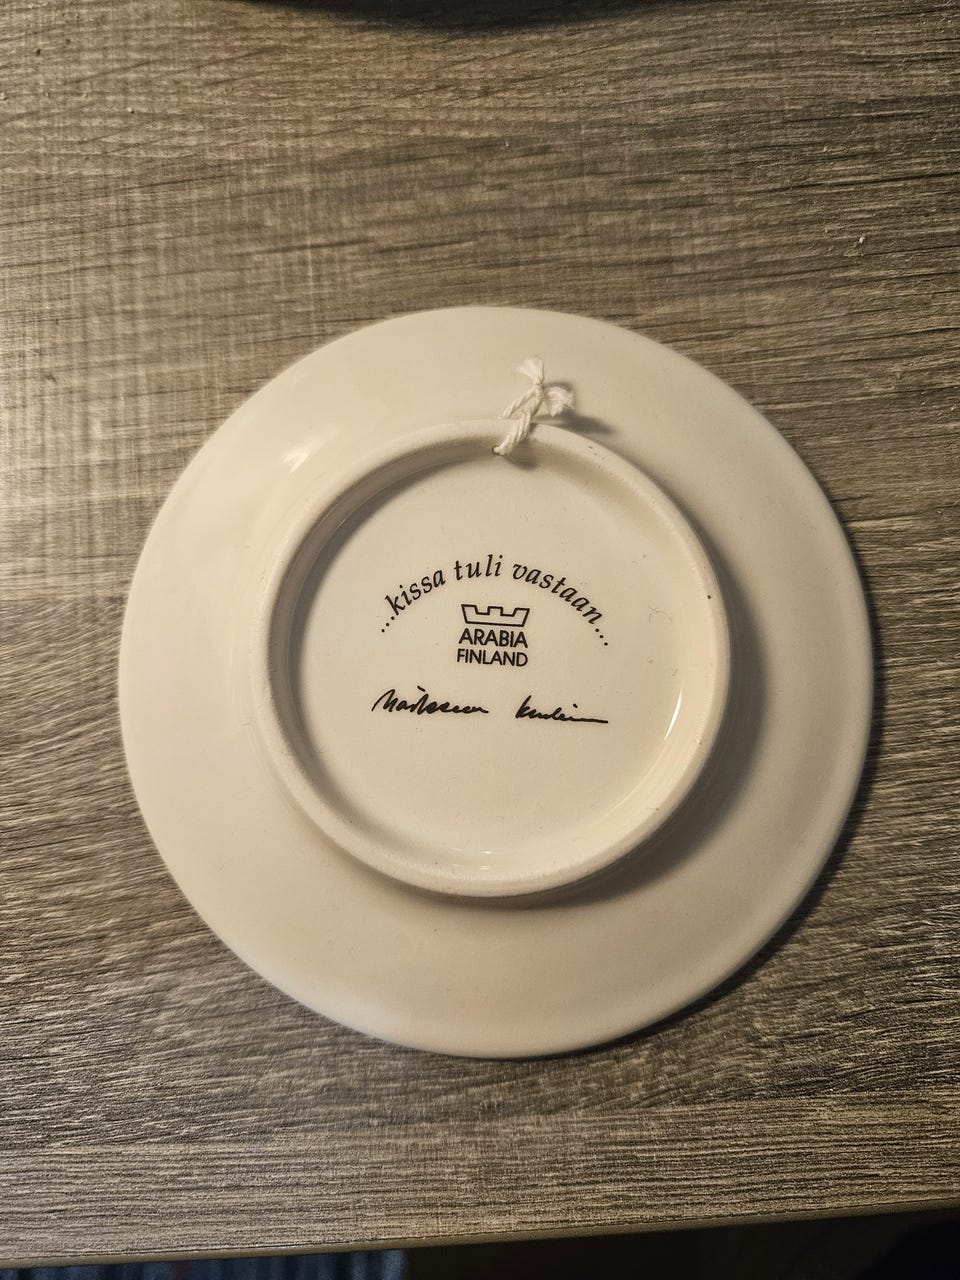 ...kissa tuli vastaan...
ARABIA
FINLAND